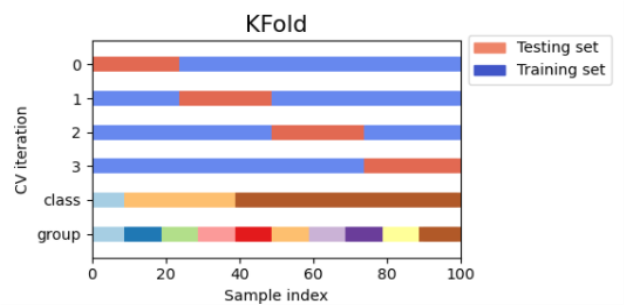 KFold
Testing set
Training set
0
1
2
3
class
group
CV iteration
0 20 40 60 80 100
Sample index